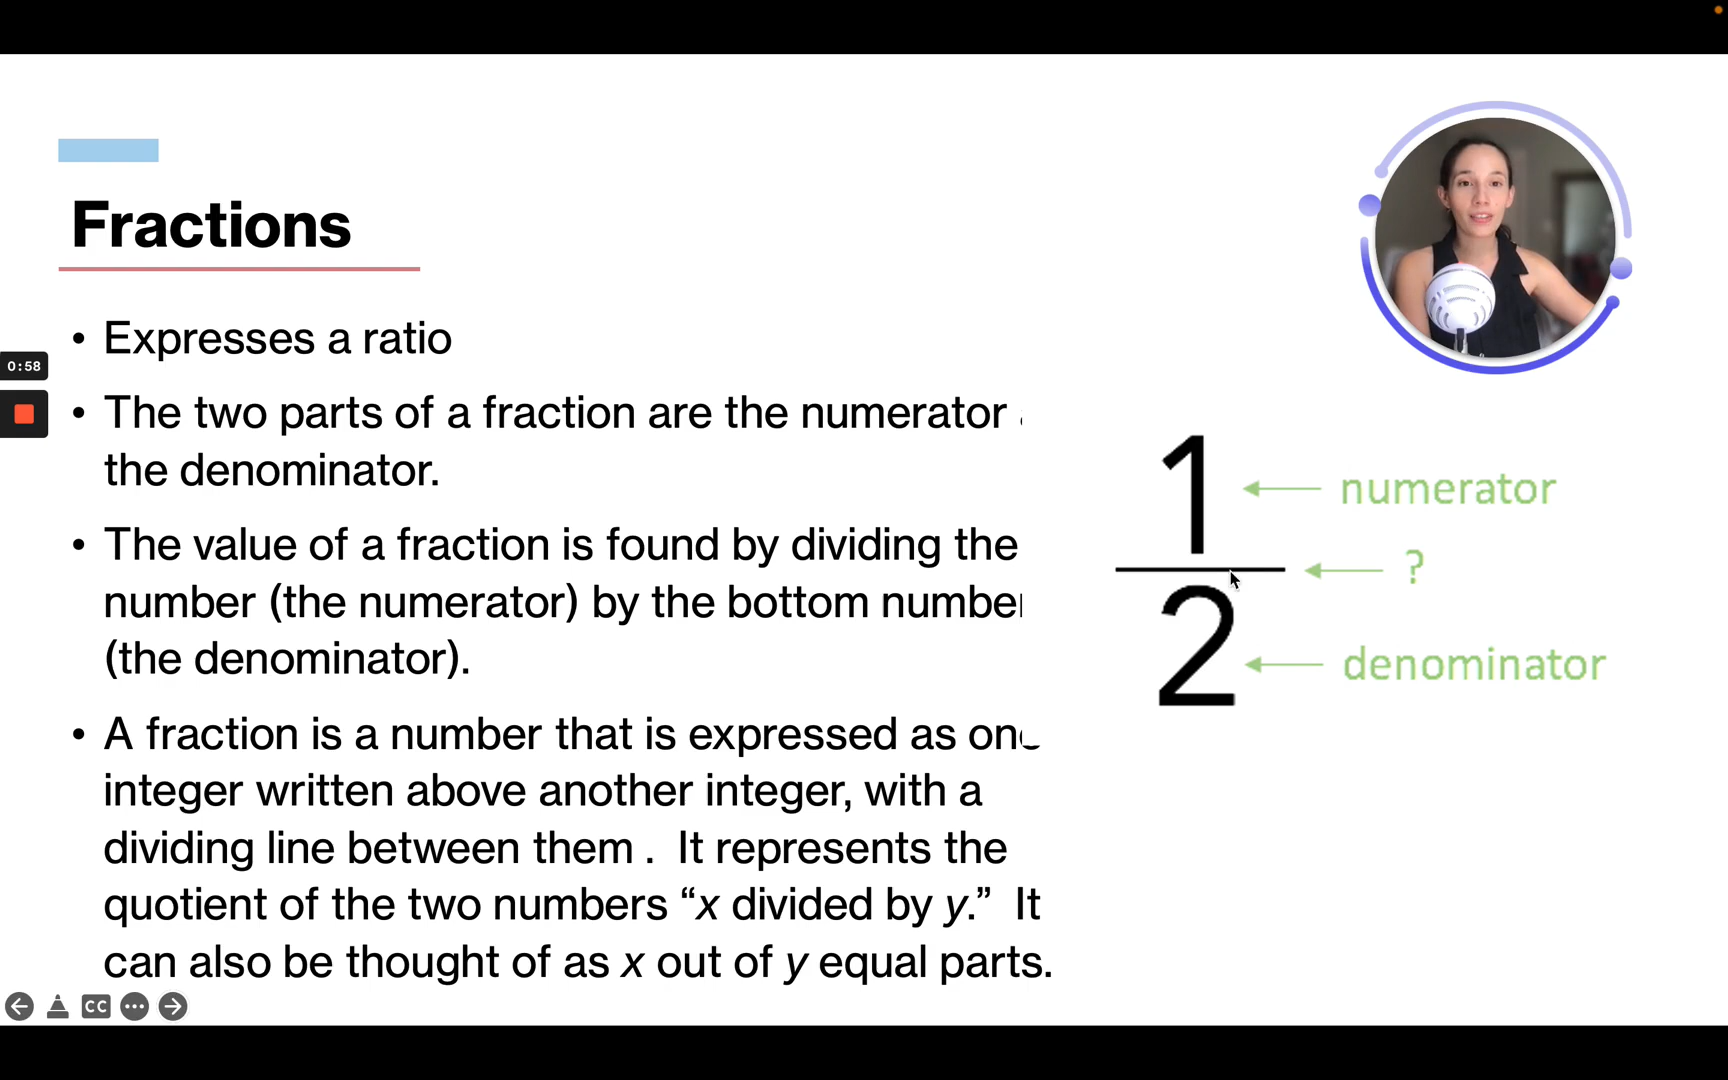 Fractions
• Expresses a ratio
• The two parts of a fraction are the numerator
the denominator.
• The value of a fraction is found by dividing the
number (the numerator) by the bottom number
(the denominator).
• A fraction is a number that is expressed as one
integer written above another integer, with a
dividing line between them . It represents the
quotient of the two numbers “x divided by y.” It
can also be thought of as x out of y equal parts.
0:58
1
numerator
?
2
denominator
CC